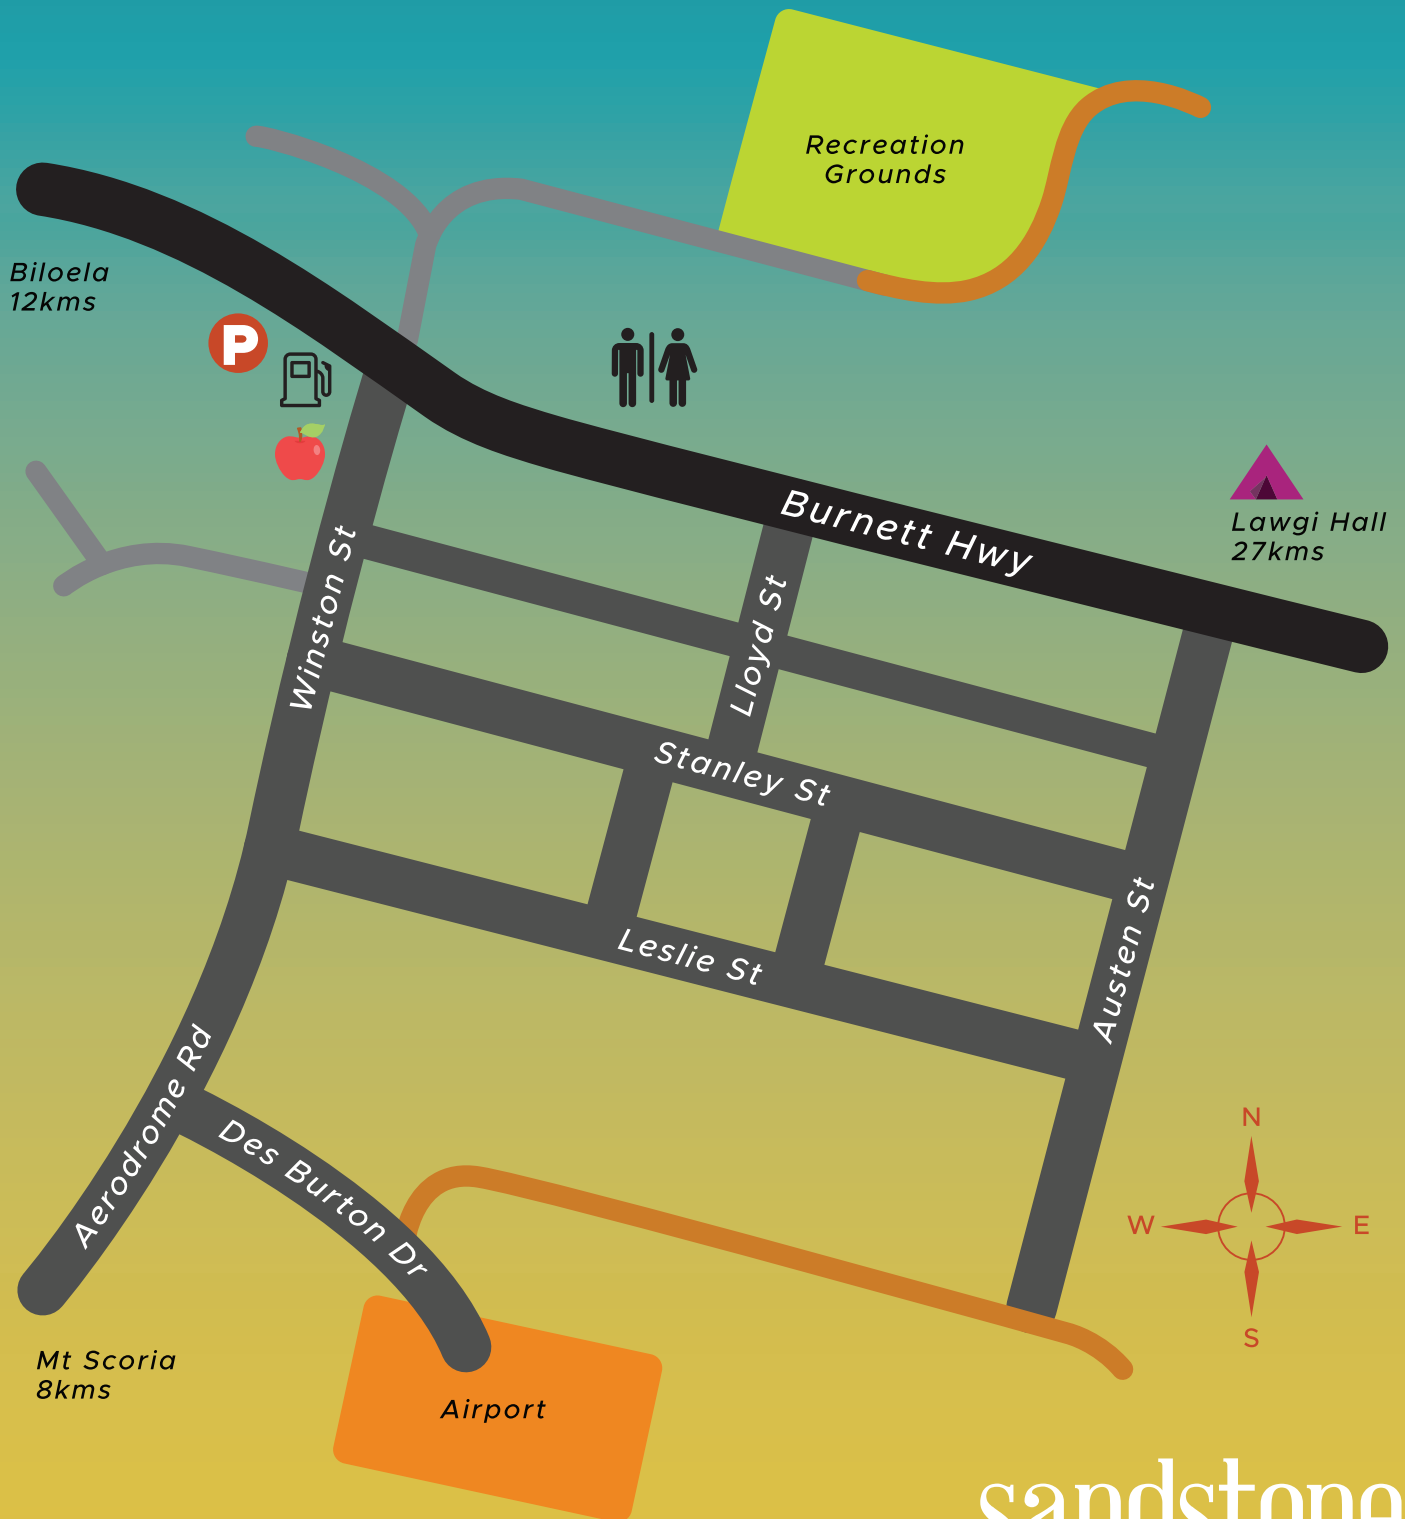 Recreation
Grounds
Biloela
12kms
P
Burnett Hwy
Lawgi Hall
27kms
Winston St
Lloyd St
Stanley St
Leslie St
Austen St
Aerodrome Rd
Des Burton Dr
N
W
E
S
Mt Scoria
8kms
Airport
sandstone